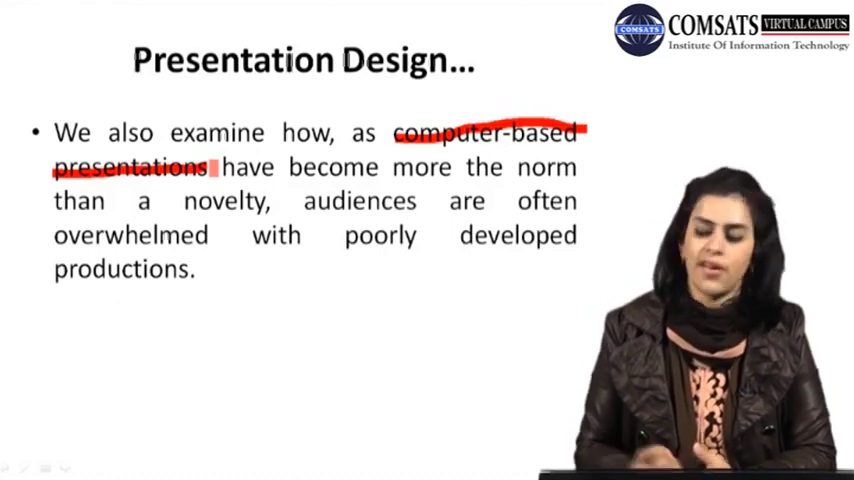 COMSATS VIRTUAL CAMPUS
Institute Of Information Technology
COMSATS
Presentation Design...
• We also examine how, as computer-based
presentations have become more the norm
than a novelty, audiences are often
overwhelmed with poorly developed
productions.